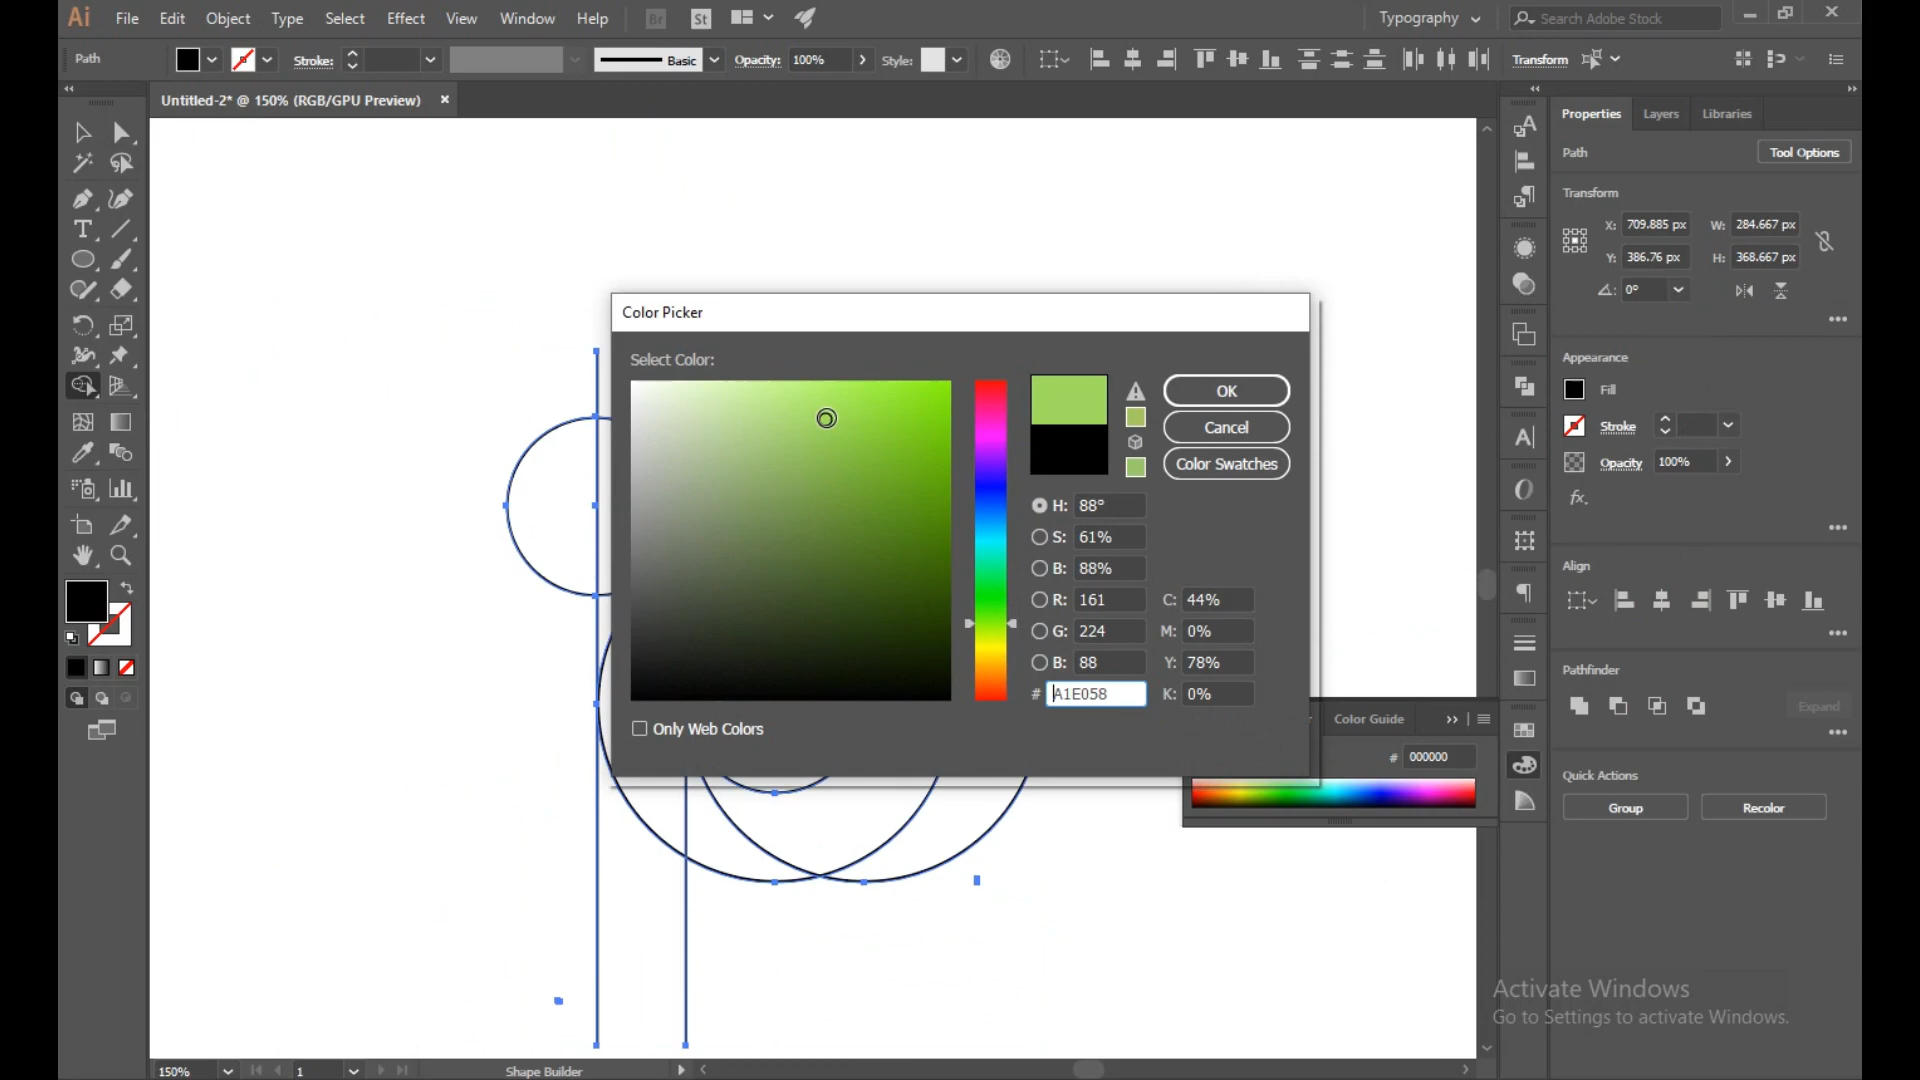 Ai File Edit Object Type Select Effect View Window Help Br St Typography Search Adobe Stock
Path Stroke: Basic Opacity: 100% Style: Transform
Untitled-2* @ 150% (RGB/GPU Preview) ×
Properties Layers Libraries
Path Tool Options
Transform
X: 709.885 px W: 284.667 px
Y: 386.76 px H: 368.667 px
0°
Appearance
Fill
Stroke
Opacity 100%
fx.
Align
Pathfinder
Expand
Quick Actions
Group Recolor
Color Picker
Select Color:
OK
Cancel
Color Swatches
H: 88°
S: 61%
B: 88%
R: 161 C: 44%
G: 224 M: 0%
B: 88 Y: 78%
# A1E058 K: 0%
Only Web Colors
Color Guide
# 000000
Activate Windows
Go to Settings to activate Windows.
150% 1 Shape Builder